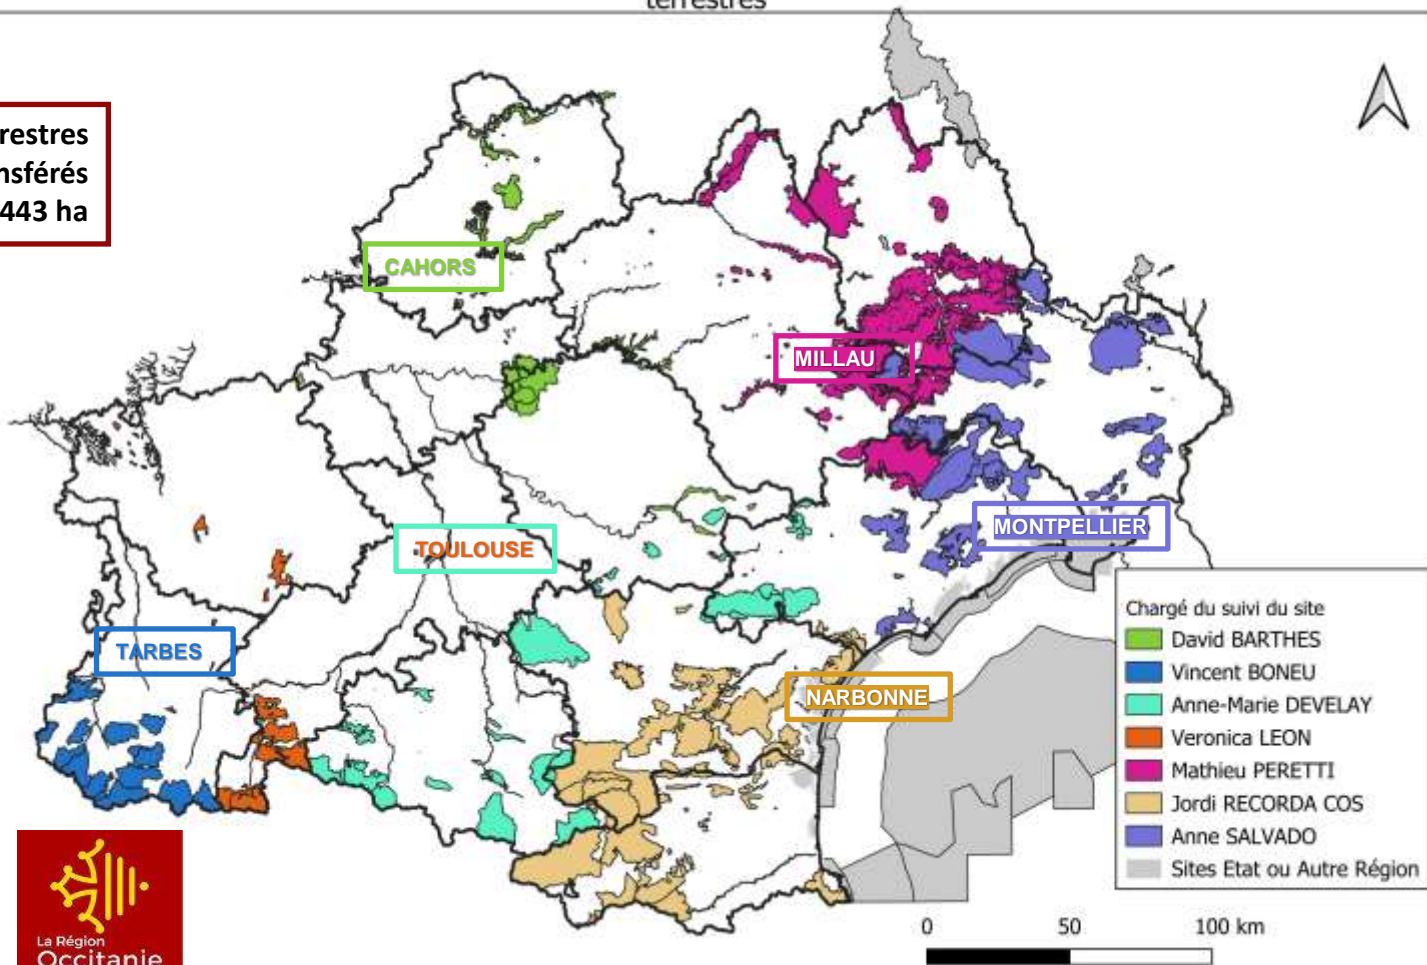 terrestres
restres
nsférés
443 ha
CAHORS
MILLAU
MONTPELLIER
TOULOUSE
TARBES
NARBONNE
Chargé du suivi du site
David BARTHES
Vincent BONEU
Anne-Marie DEVELAY
Veronica LEON
Mathieu PERETTI
Jordi RECORDA COS
Anne SALVADO
Sites Etat ou Autre Région
La Région
Occitanie
0 50 100 km